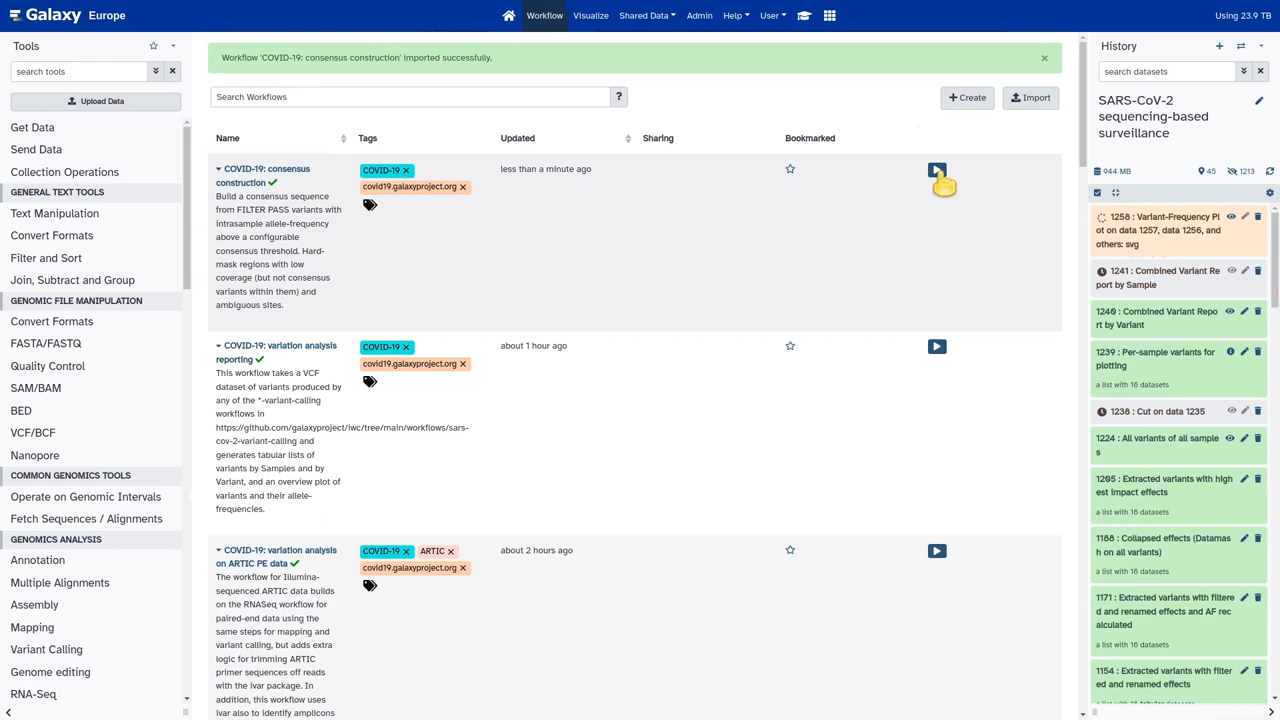 Galaxy Europe
Workflow Visualize Shared Data Admin Help User
Using 23.9 TB
Tools
search tools
Upload Data
Get Data
Send Data
Collection Operations
GENERAL TEXT TOOLS
Text Manipulation
Convert Formats
Filter and Sort
Join, Subtract and Group
GENOMIC FILE MANIPULATION
Convert Formats
FASTA/FASTQ
Quality Control
SAM/BAM
BED
VCF/BCF
Nanopore
COMMON GENOMICS TOOLS
Operate on Genomic Intervals
Fetch Sequences / Alignments
GENOMICS ANALYSIS
Annotation
Multiple Alignments
Assembly
Mapping
Variant Calling
Genome editing
RNA-Seq
Workflow 'COVID-19: consensus construction' imported successfully.
Search Workflows
?
+ Create
Import
Name Tags Updated Sharing Bookmarked
COVID-19: consensus
construction
Build a consensus sequence
from FILTER PASS variants with
intrasample allele-frequency
above a configurable
consensus threshold. Hard-
mask regions with low
coverage (but not consensus
variants within them) and
ambiguous sites.
COVID-19
covid19.galaxyproject.org
less than a minute ago
COVID-19: variation analysis
reporting
This workflow takes a VCF
dataset of variants produced by
any of the *-variant-calling
workflows in
https://github.com/galaxyproject/iwc/tree/main/workflows/sars-
cov-2-variant-calling and
generates tabular lists of
variants by Samples and by
Variant, and an overview plot of
variants and their allele-
frequencies.
COVID-19
covid19.galaxyproject.org
about 1 hour ago
COVID-19: variation analysis
on ARTIC PE data
The workflow for Illumina-
sequenced ARTIC data builds
on the RNASeq workflow for
paired-end data using the
same steps for mapping and
variant calling, but adds extra
logic for trimming ARTIC
primer sequences off reads
with the ivar package. In
addition, this workflow uses
ivar also to identify amplicons
COVID-19 ARTIC
covid19.galaxyproject.org
about 2 hours ago
History
search datasets
SARS-CoV-2
sequencing-based
surveillance
944 MB
45 1213
1258 : Variant-Frequency Pl
ot on data 1257, data 1256, and
others: svg
1241 : Combined Variant Re
port by Sample
1240 : Combined Variant Repo
rt by Variant
1239 : Per-sample variants for
plotting
a list with 16 datasets
1238 : Cut on data 1235
1224 : All variants of all sample
s
1205 : Extracted variants with high
est impact effects
a list with 16 datasets
1188 : Collapsed effects (Datamas
h on all variants)
a list with 16 datasets
1171 : Extracted variants with filtere
d and renamed effects and AF rec
alculated
a list with 16 datasets
1154 : Extracted variants with filter
ed and renamed effects